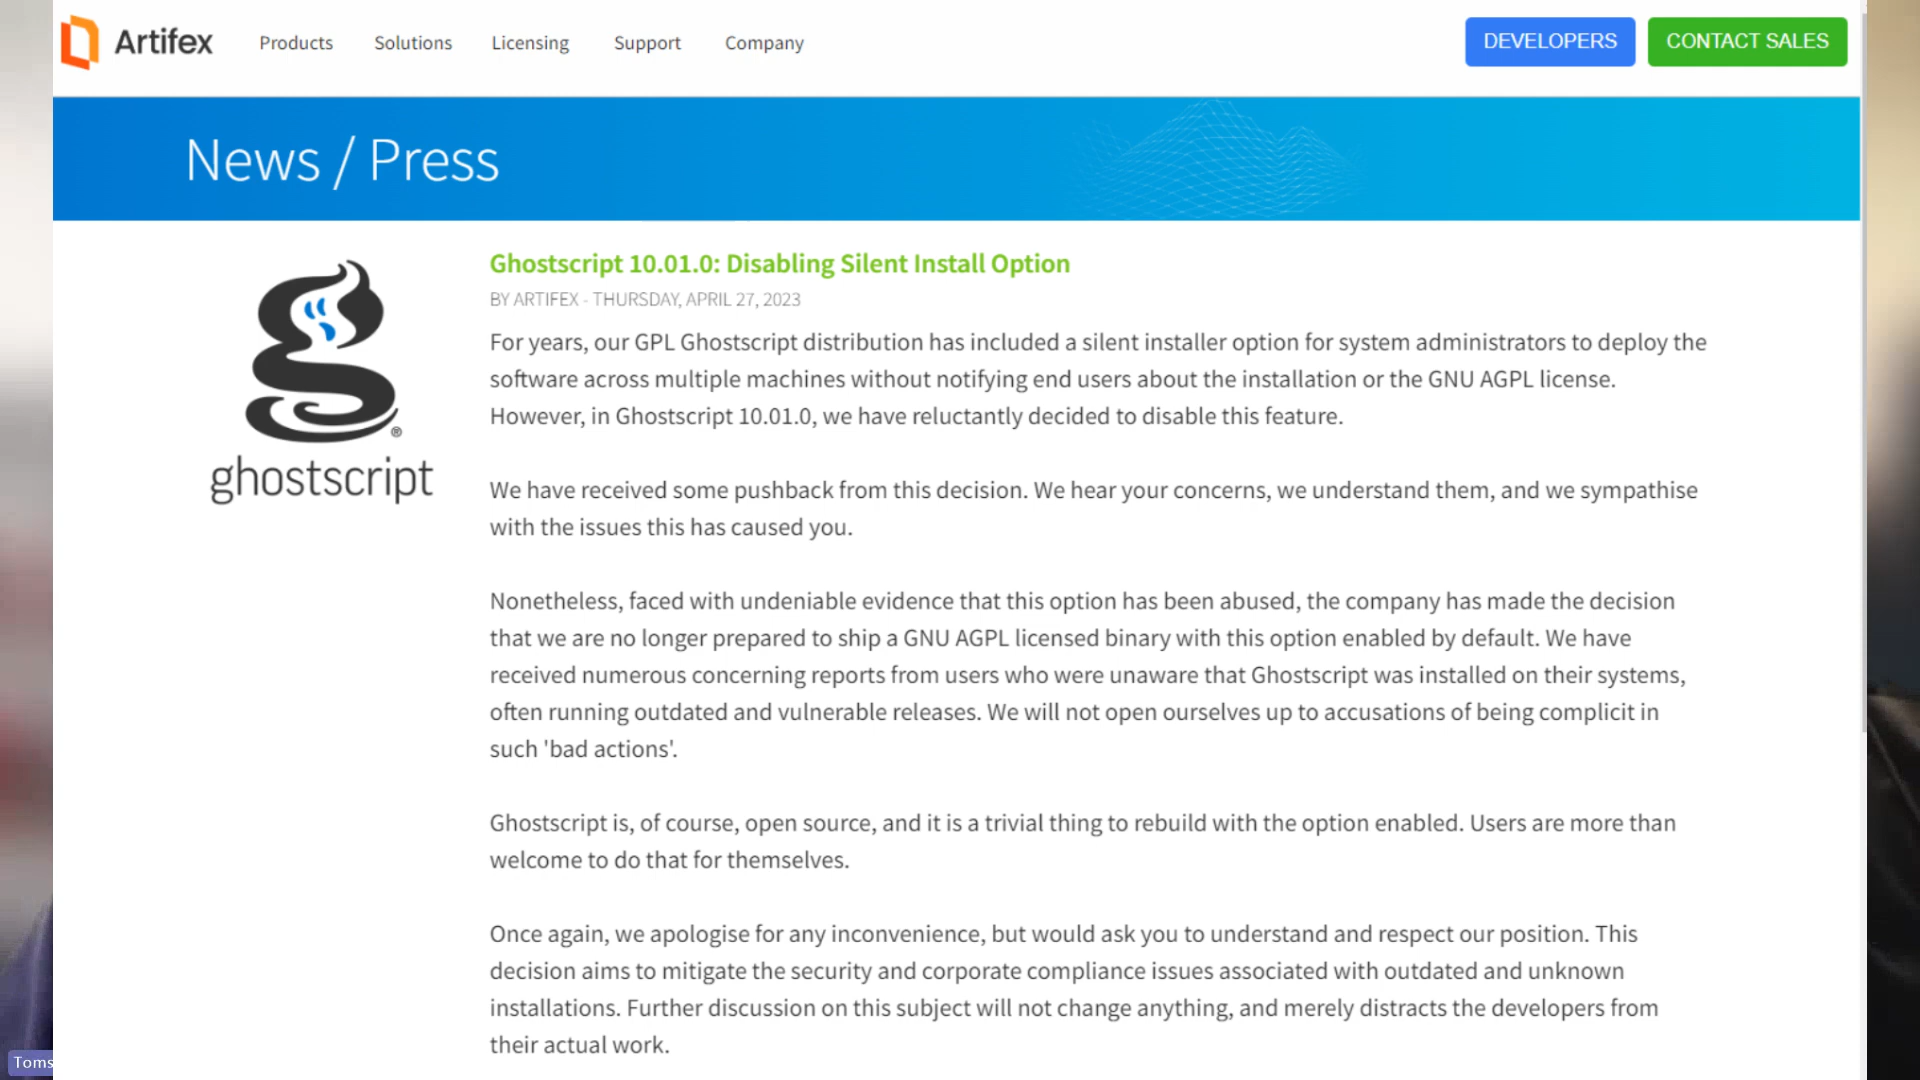 Artifex
Products
Solutions
Licensing
Support
Company
DEVELOPERS
CONTACT SALES
News / Press
ghostscript
®
Ghostscript 10.01.0: Disabling Silent Install Option
BY ARTIFEX - THURSDAY, APRIL 27, 2023
For years, our GPL Ghostscript distribution has included a silent installer option for system administrators to deploy the
software across multiple machines without notifying end users about the installation or the GNU AGPL license.
However, in Ghostscript 10.01.0, we have reluctantly decided to disable this feature.
We have received some pushback from this decision. We hear your concerns, we understand them, and we sympathise
with the issues this has caused you.
Nonetheless, faced with undeniable evidence that this option has been abused, the company has made the decision
that we are no longer prepared to ship a GNU AGPL licensed binary with this option enabled by default. We have
received numerous concerning reports from users who were unaware that Ghostscript was installed on their systems,
often running outdated and vulnerable releases. We will not open ourselves up to accusations of being complicit in
such 'bad actions'.
Ghostscript is, of course, open source, and it is a trivial thing to rebuild with the option enabled. Users are more than
welcome to do that for themselves.
Once again, we apologise for any inconvenience, but would ask you to understand and respect our position. This
decision aims to mitigate the security and corporate compliance issues associated with outdated and unknown
installations. Further discussion on this subject will not change anything, and merely distracts the developers from
their actual work.
Toms